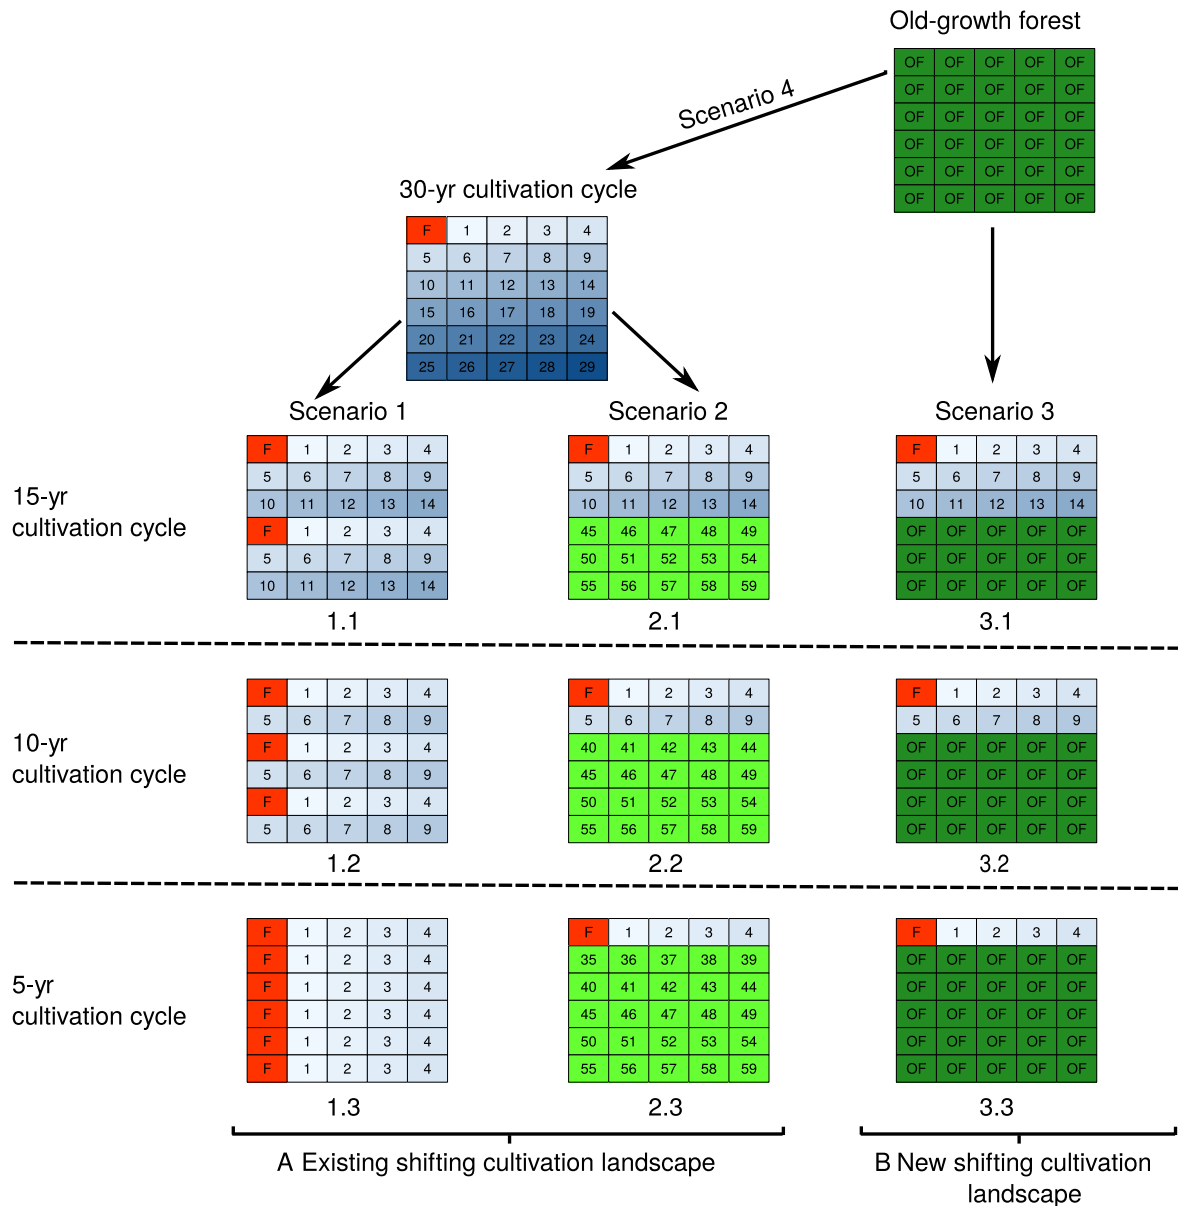 Old-growth forest
OF OF OF OF OF
OF OF OF OF OF
OF OF OF OF OF
OF OF OF OF OF
OF OF OF OF OF
OF OF OF OF OF
Scenario 4
30-yr cultivation cycle
F 1 2 3 4
5 6 7 8 9
10 11 12 13 14
15 16 17 18 19
20 21 22 23 24
25 26 27 28 29
Scenario 1 Scenario 2 Scenario 3
15-yr
cultivation cycle
F 1 2 3 4
5 6 7 8 9
10 11 12 13 14
F 1 2 3 4
5 6 7 8 9
10 11 12 13 14
1.1
F 1 2 3 4
5 6 7 8 9
10 11 12 13 14
45 46 47 48 49
50 51 52 53 54
55 56 57 58 59
2.1
F 1 2 3 4
5 6 7 8 9
10 11 12 13 14
OF OF OF OF OF
OF OF OF OF OF
OF OF OF OF OF
3.1
10-yr
cultivation cycle
F 1 2 3 4
5 6 7 8 9
F 1 2 3 4
5 6 7 8 9
F 1 2 3 4
5 6 7 8 9
1.2
F 1 2 3 4
5 6 7 8 9
40 41 42 43 44
45 46 47 48 49
50 51 52 53 54
55 56 57 58 59
2.2
F 1 2 3 4
5 6 7 8 9
OF OF OF OF OF
OF OF OF OF OF
OF OF OF OF OF
OF OF OF OF OF
3.2
5-yr
cultivation cycle
F 1 2 3 4
F 1 2 3 4
F 1 2 3 4
F 1 2 3 4
F 1 2 3 4
F 1 2 3 4
1.3
F 1 2 3 4
35 36 37 38 39
40 41 42 43 44
45 46 47 48 49
50 51 52 53 54
55 56 57 58 59
2.3
F 1 2 3 4
OF OF OF OF OF
OF OF OF OF OF
OF OF OF OF OF
OF OF OF OF OF
OF OF OF OF OF
3.3
A Existing shifting cultivation landscape
B New shifting cultivation
landscape